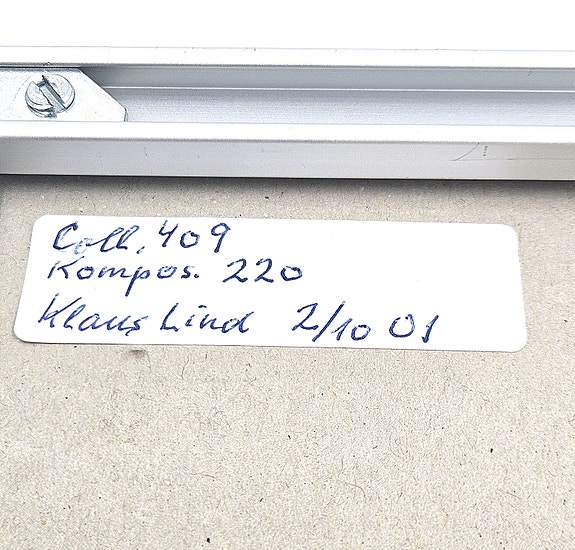 Coll. 409
Kompos. 220
Klaus Lind 2/10 01